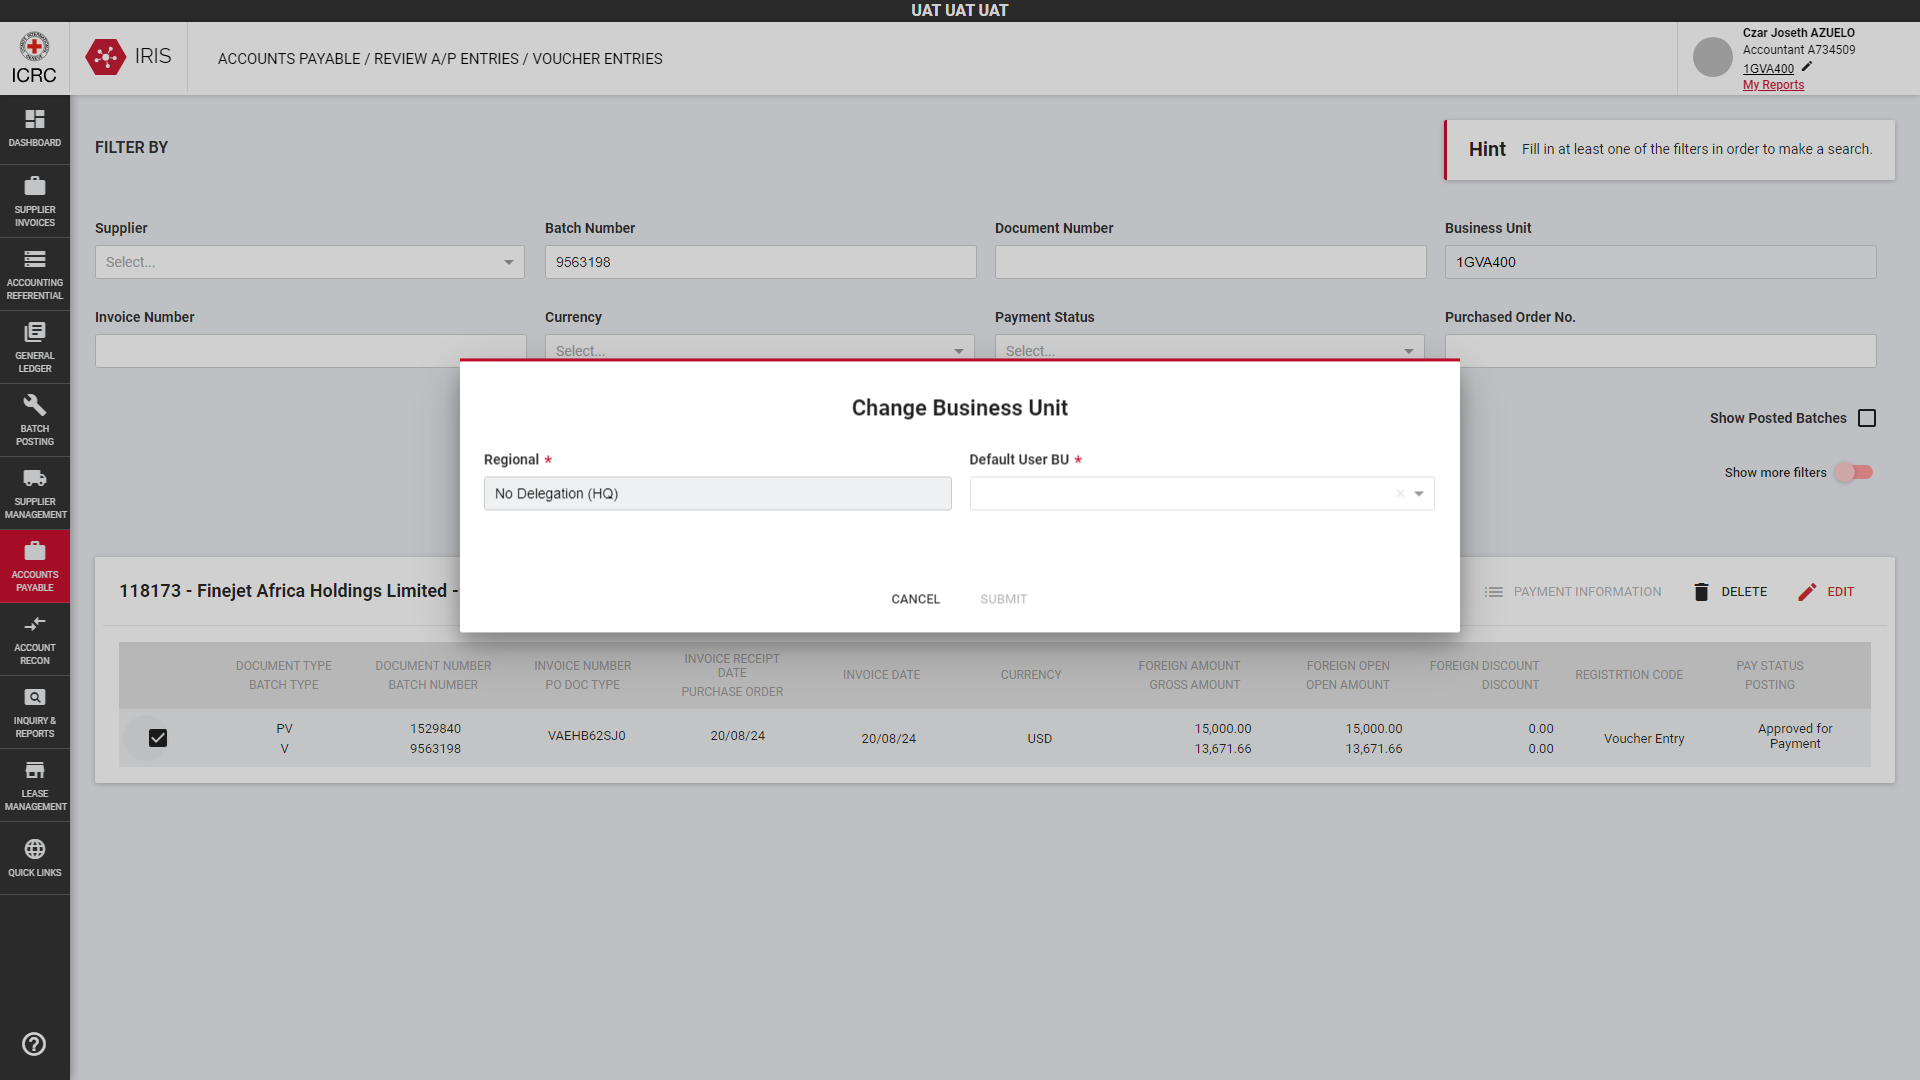 UAT UAT UAT
ICRC
IRIS
ACCOUNTS PAYABLE / REVIEW A/P ENTRIES / VOUCHER ENTRIES
Czar Joseth AZUELO
Accountant A734509
1GVA400
My Reports
DASHBOARD
SUPPLIER
INVOICES
ACCOUNTING
REFERENTIAL
GENERAL
LEDGER
BATCH
POSTING
SUPPLIER
MANAGEMENT
ACCOUNTS
PAYABLE
ACCOUNT
RECON
INQUIRY &
REPORTS
LEASE
MANAGEMENT
QUICK LINKS
FILTER BY
Hint Fill in at least one of the filters in order to make a search.
Supplier
Select...
Batch Number
9563198
Document Number
Business Unit
1GVA400
Invoice Number
Currency
Select...
Payment Status
Select...
Purchased Order No.
Show Posted Batches
Show more filters
Change Business Unit
Regional *
No Delegation (HQ)
Default User BU *
CANCEL
SUBMIT
118173 - Finejet Africa Holdings Limited -
PAYMENT INFORMATION
DELETE
EDIT
DOCUMENT TYPE
BATCH TYPE
DOCUMENT NUMBER
BATCH NUMBER
INVOICE NUMBER
PO DOC TYPE
INVOICE RECEIPT
DATE
PURCHASE ORDER
INVOICE DATE
CURRENCY
FOREIGN AMOUNT
GROSS AMOUNT
FOREIGN OPEN
OPEN AMOUNT
FOREIGN DISCOUNT
DISCOUNT
REGISTRTION CODE
PAY STATUS
POSTING
PV
V
1529840
9563198
VAEHB62SJ0
20/08/24
20/08/24
USD
15,000.00
13,671.66
15,000.00
13,671.66
0.00
0.00
Voucher Entry
Approved for
Payment